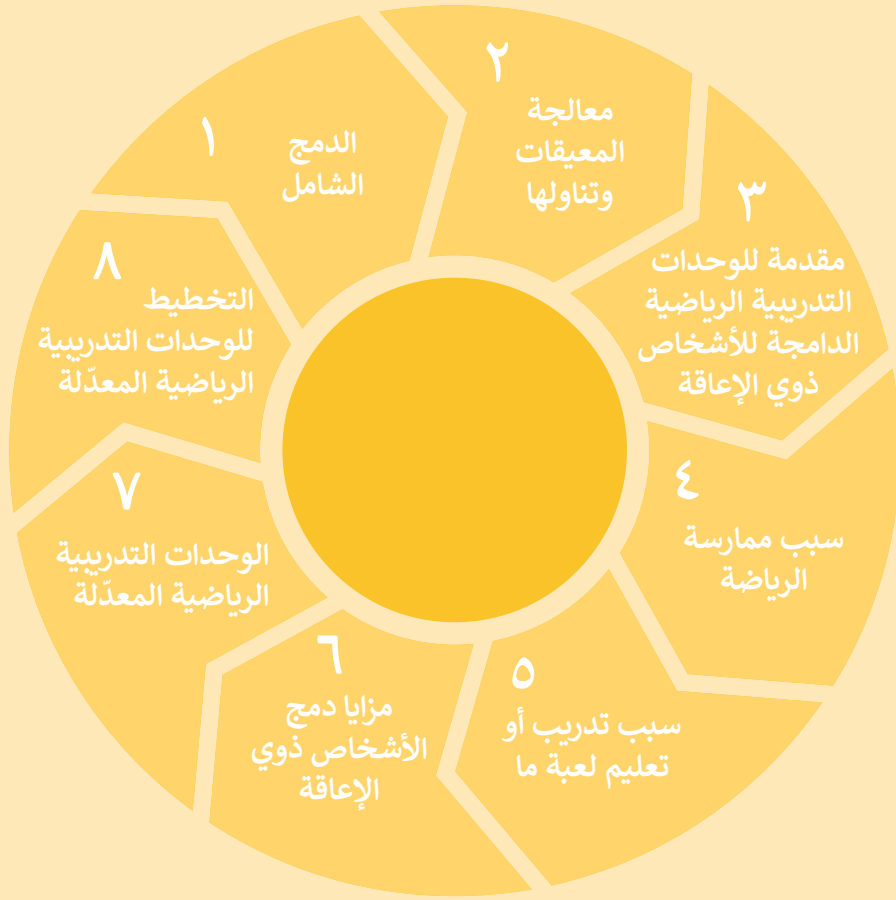 ١
الدمج
الشامل
٢
معالجة
المعيقات
وتناولها
٣
مقدمة للوحدات
التدريبية الرياضية
الدامجة للأشخاص
ذوي الإعاقة
٤
سبب ممارسة
الرياضة
٥
سبب تدريب أو
تعليم لعبة ما
٦
مزايا دمج
الأشخاص ذوي
الإعاقة
٧
الوحدات التدريبية
الرياضية المعدّلة
٨
التخطيط
للوحدات التدريبية
الرياضية المعدّلة